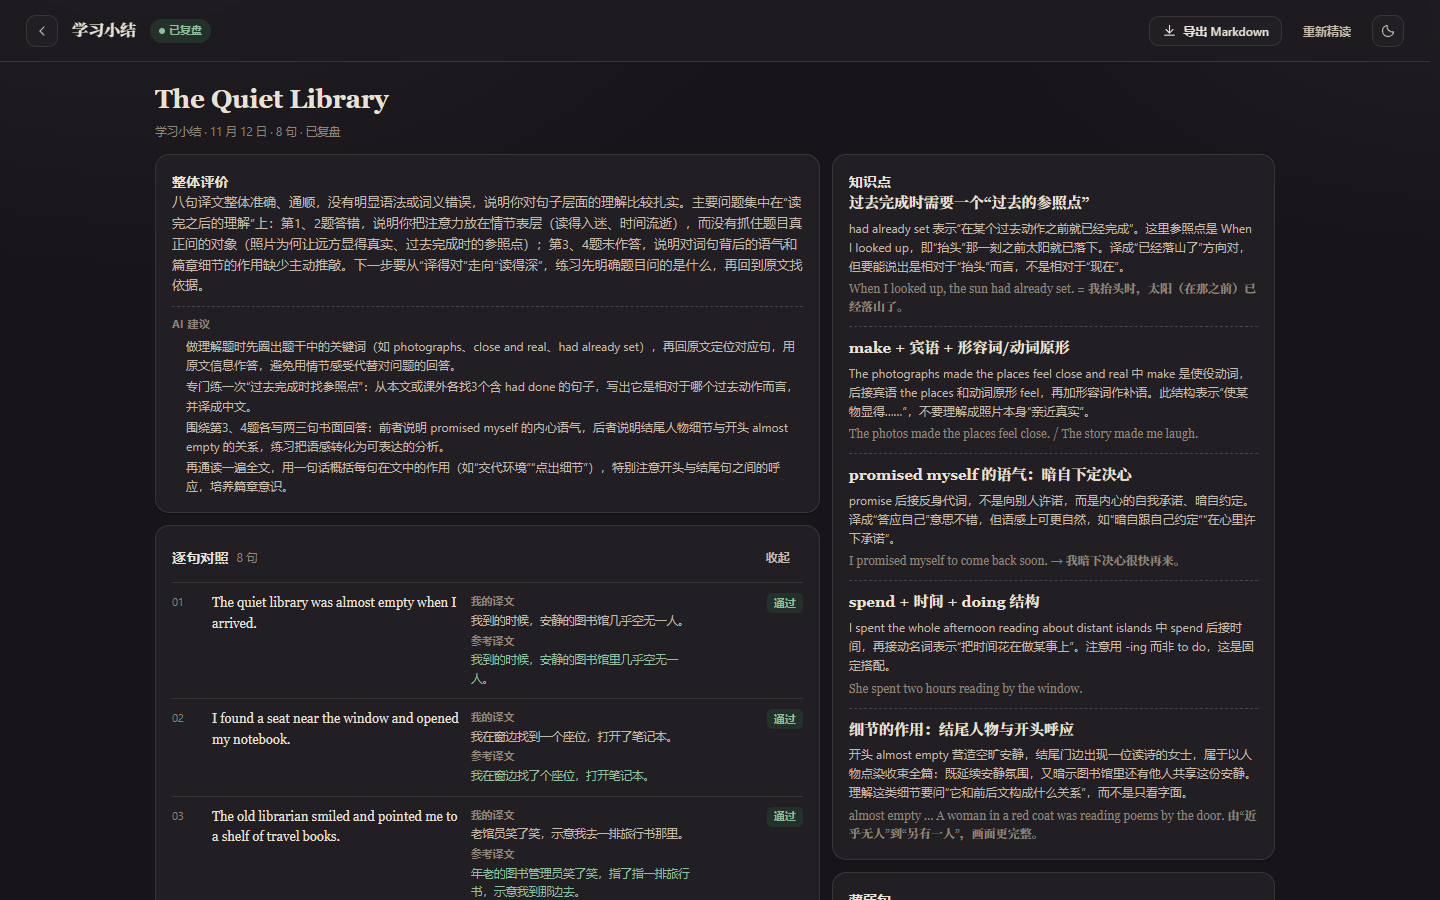 学习小结
已复盘
导出 Markdown
重新精读
The Quiet Library
学习小结 · 11 月 12 日 · 8 句 · 已复盘
整体评价
八句译文整体准确、通顺，没有明显语法或词义错误，说明你对句子层面的理解比较扎实。主要问题集中在“读
完之后的理解”上：第1、2题答错，说明你把注意力放在情节表层（读得入迷、时间流逝），而没有抓住题目真
正问的对象（照片为何让远方显得真实、过去完成时的参照点）；第3、4题未作答，说明对词句背后的语气和
篇章细节的作用缺少主动推敲。下一步要从“译得对”走向“读得深”，练习先明确题目问的是什么，再回到原文找
依据。
AI 建议
做理解题时先圈出题干中的关键词（如 photographs、close and real、had already set），再回原文定位对应句，用
原文信息作答，避免用情节感受代替对问题的回答。
专门练一次“过去完成时找参照点”：从本文或课外各找3个含 had done 的句子，写出它是相对于哪个过去动作而言，
并译成中文。
围绕第3、4题各写两三句书面回答：前者说明 promised myself 的内心语气，后者说明结尾人物细节与开头 almost
empty 的关系，练习把语感转化为可表达的分析。
再通读一遍全文，用一句话概括每句在文中的作用（如“交代环境”“点出细节”），特别注意开头与结尾句之间的呼
应，培养篇章意识。
逐句对照 8 句
收起
01
The quiet library was almost empty when I
arrived.
我的译文
我到的时候，安静的图书馆几乎空无一人。
参考译文
我到的时候，安静的图书馆里几乎空无一
人。
通过
02
I found a seat near the window and opened
my notebook.
我的译文
我在窗边找到一个座位，打开了笔记本。
参考译文
我在窗边找了个座位，打开笔记本。
通过
03
The old librarian smiled and pointed me to
a shelf of travel books.
我的译文
老馆员笑了笑，示意我去一排旅行书那里。
参考译文
年老的图书管理员笑了笑，指了指一排旅行
书，示意我到那边去。
通过
知识点
过去完成时需要一个“过去的参照点”
had already set 表示“在某个过去动作之前就已经完成”。这里参照点是 When
I looked up，即“抬头”那一刻之前太阳就已落下。译成“已经落山了”方向对，
但要能说出是相对于“抬头”而言，不是相对于“现在”。
When I looked up, the sun had already set. = 我抬头时，太阳（在那之前）已
经落山了。
make + 宾语 + 形容词/动词原形
The photographs made the places feel close and real 中 make 是使役动词，
后接宾语 the places 和动词原形 feel，再加形容词作补语。此结构表示“使某
物显得……”，不要理解成照片本身“亲近真实”。
The photos made the places feel close. / The story made me laugh.
promised myself 的语气：暗自下定决心
promise 后接反身代词，不是向别人许诺，而是内心的自我承诺、暗自约定。
译成“答应自己”意思不错，但语感上可更自然，如“暗自跟自己约定”“在心里许
下承诺”。
I promised myself to come back soon. → 我暗下决心很快再来。
spend + 时间 + doing 结构
I spent the whole afternoon reading about distant islands 中 spend 后接时
间，再接动名词表示“把时间花在做某事上”。注意用 -ing 而非 to do，这是固
定搭配。
She spent two hours reading by the window.
细节的作用：结尾人物与开头呼应
开头 almost empty 营造空旷安静，结尾门边出现一位读诗的女士，属于以人
物点染收束全篇：既延续安静氛围，又暗示图书馆里还有他人共享这份安静。
理解这类细节要问“它和前后文构成什么关系”，而不是只看字面。
almost empty ... A woman in a red coat was reading poems by the door. 由“近
乎无人”到“另有一人”，画面更完整。